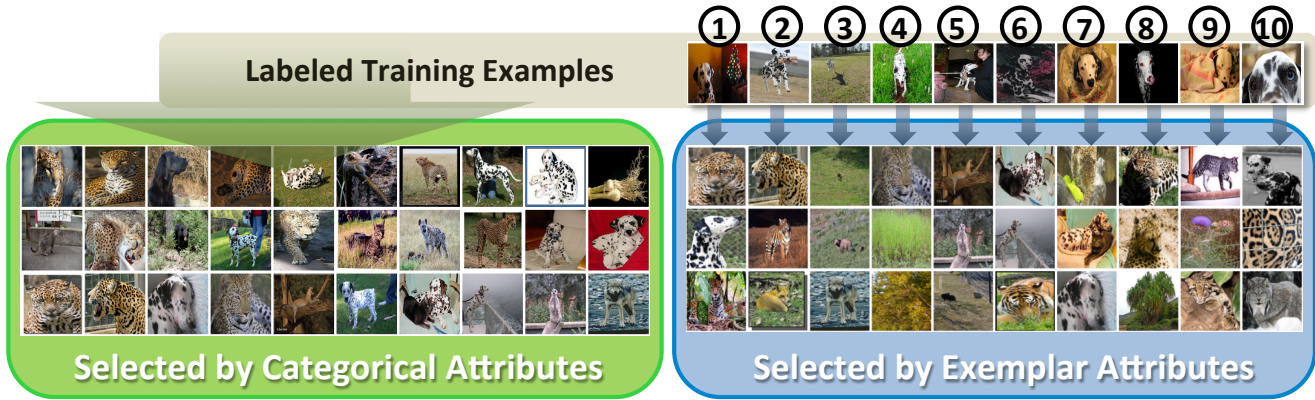 ① ② ③ ④ ⑤ ⑥ ⑦ ⑧ ⑨ ⑩
Labeled Training Examples
Selected by Categorical Attributes
Selected by Exemplar Attributes